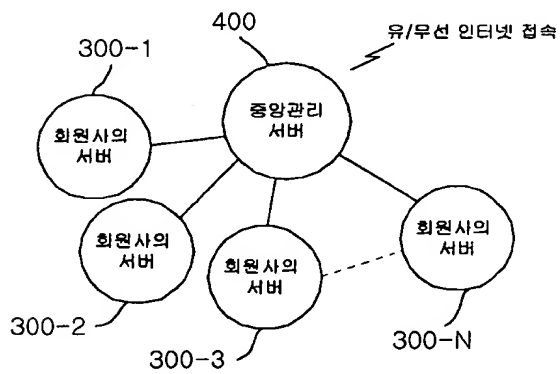 400
유/무선 인터넷 접속
300-1
중앙관리
서버
회원사의
서버
회원사의
서버
회원사의
서버
회원사의
서버
300-2
300-3
300-N